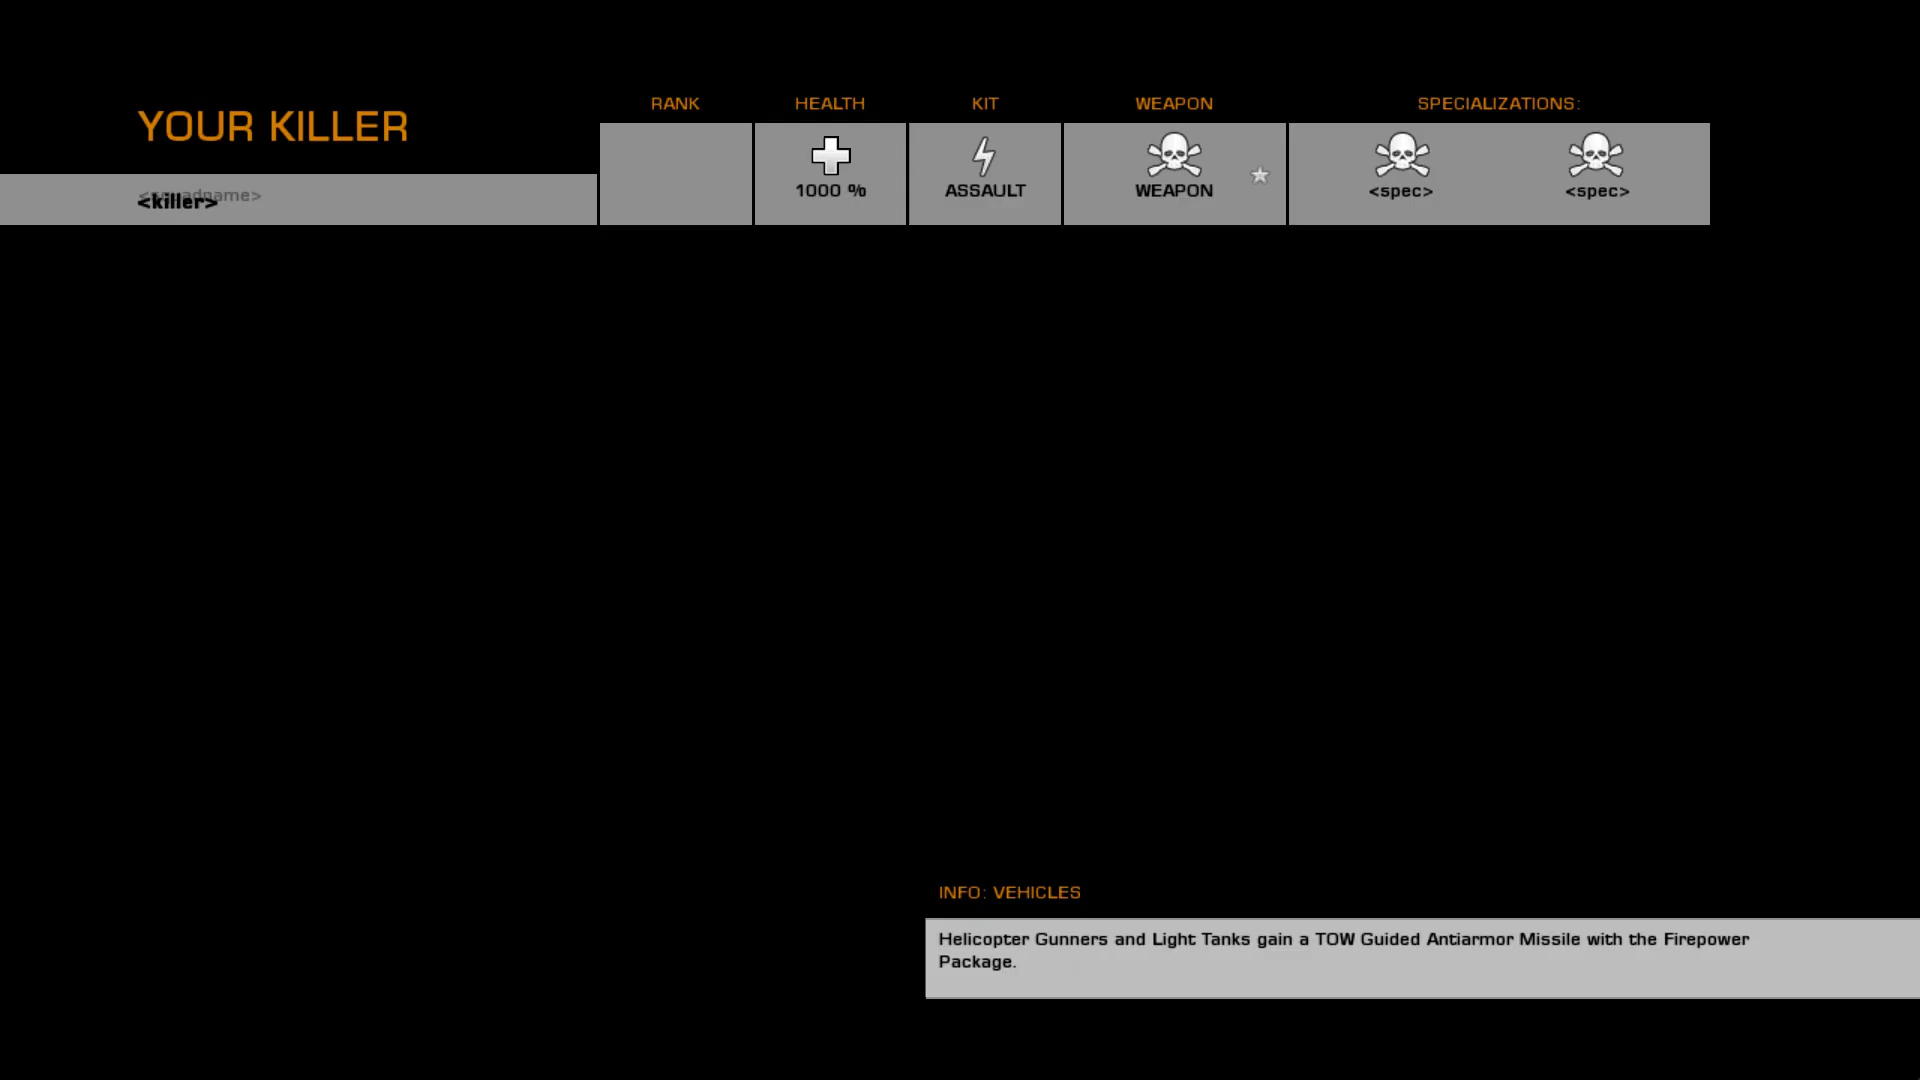 YOUR KILLER
<squadname>
<killer>
RANK
HEALTH
1000 %
KIT
ASSAULT
WEAPON
WEAPON
SPECIALIZATIONS:
<spec>
<spec>
INFO: VEHICLES
Helicopter Gunners and Light Tanks gain a TOW Guided Antiarmor Missile with the Firepower
Package.